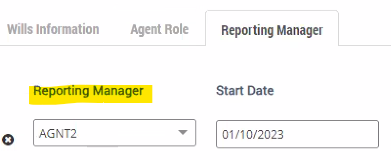 Wills Information Agent Role Reporting Manager
Reporting Manager Start Date
AGNT2 01/10/2023